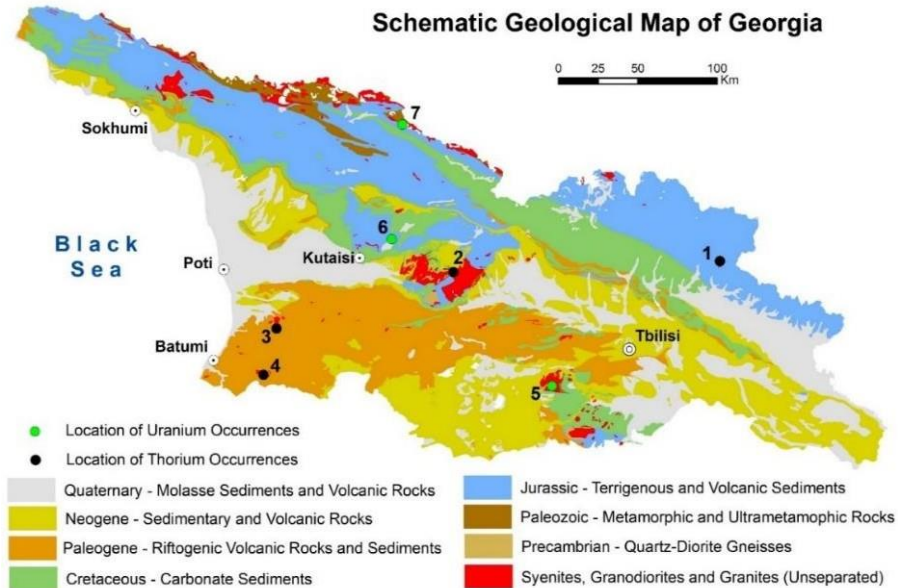 Schematic Geological Map of Georgia
0 25 50 100
Km
7
Sokhumi
6
1
Black
Sea
Kutaisi
2
Poti
3
Tbilisi
Batumi
4
5
Location of Uranium Occurrences
Location of Thorium Occurrences
Quaternary - Molasse Sediments and Volcanic Rocks
Neogene - Sedimentary and Volcanic Rocks
Paleogene - Riftogenic Volcanic Rocks and Sediments
Cretaceous - Carbonate Sediments
Jurassic - Terrigenous and Volcanic Sediments
Paleozoic - Metamorphic and Ultrametamophic Rocks
Precambrian - Quartz-Diorite Gneisses
Syenites, Granodiorites and Granites (Unseparated)